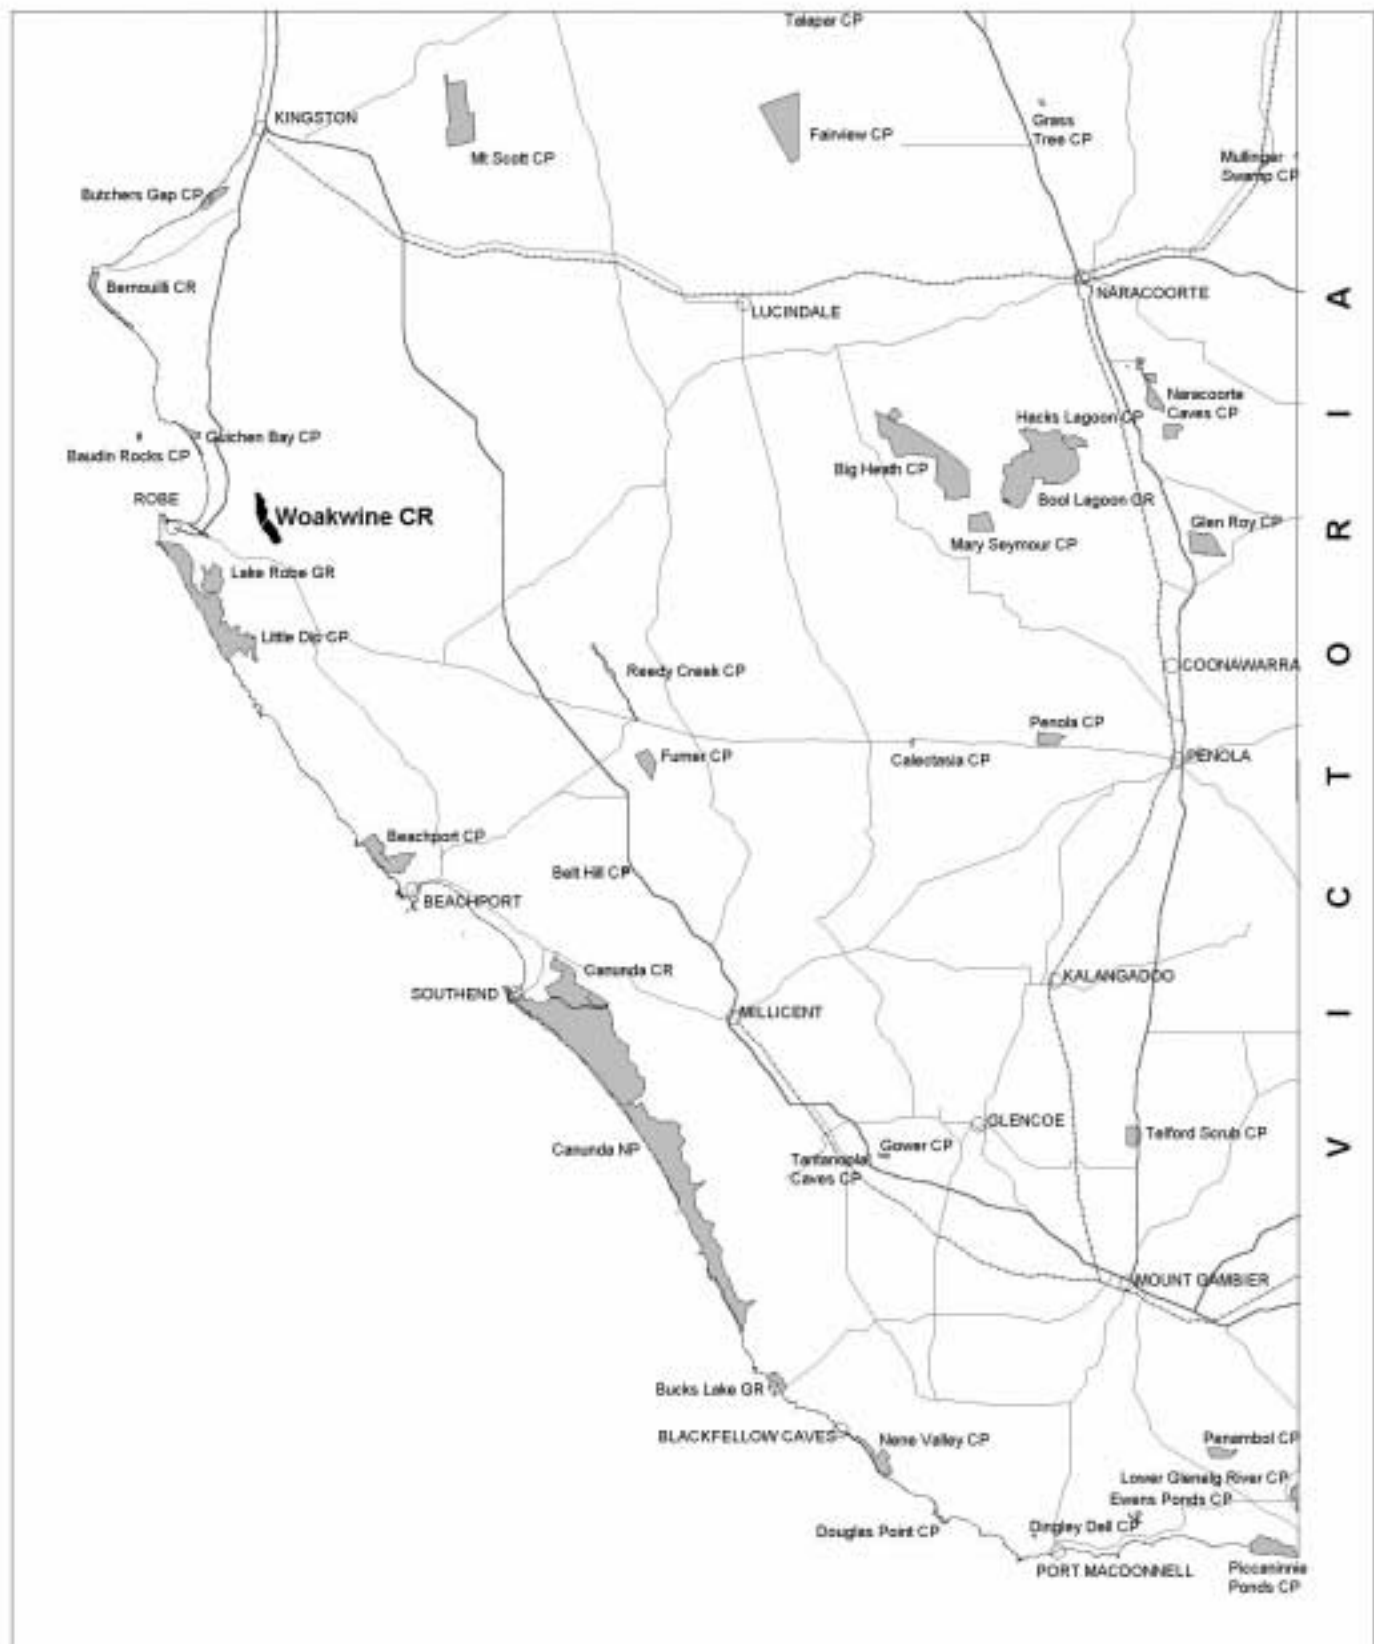 Talapar CP
KINGSTON
Mt Scott CP
Fairview CP
Grass
Tree CP
Mullinger
Swamp CP
Butchers Gap CP
Bernouilli CR
LUCINDALE
NARACOORTE
Naracoorte
Caves CP
Hacks Lagoon CP
Guichen Bay CP
Baudin Rocks CP
Big Heath CP
Bool Lagoon GR
ROBE
Woakwine CR
Mary Seymour CP
Glen Roy CP
Lake Robe GR
Little Dip CP
Reedy Creek CP
COONAWARRA
Penola CP
Furner CP
Calectasia CP
PENOLA
Beachport CP
Belt Hill CP
BEACHPORT
Canunda CR
SOUTHEND
KALANGADOO
MILLICENT
GLENCOE
Telford Scrub CP
Gower CP
Canunda NP
Tantanoola
Caves CP
MOUNT GAMBIER
Bucks Lake GR
BLACKFELLOW CAVES
Nene Valley CP
Penambol CP
Lower Glenelg River CP
Ewens Ponds CP
Douglas Point CP
Dingley Dell CP
PORT MACDONNELL
Piccaninnie
Ponds CP
VICTORIA